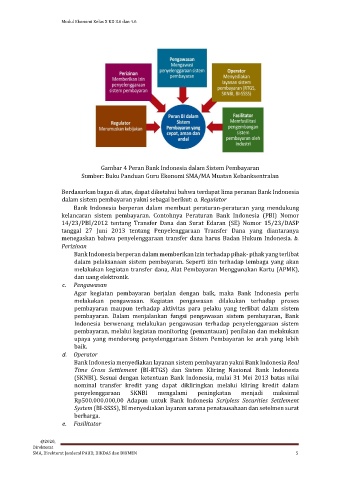 Modul Ekonomi Kelas X KD 3.6 dan 4.6
Pengawasan
Mengawasi
penyelenggaraan sistem
pembayaran
Perizinan
Memberikan izin
penyelenggaraan
sistem pembayaran
Operator
Menyediakan
layanan sistem
pembayaran (RTGS,
SKNBI, BI-SSSS)
Regulator
Merumuskan kebijakan
Peran BI dalam
Sistem
Pembayaran yang
cepat, aman dan
andal
Fasilitator
Memfasilitasi
pengembangan
sistem
pembayaran oleh
industri
Gambar 4 Peran Bank Indonesia dalam Sistem Pembayaran
Sumber: Buku Panduan Guru Ekonomi SMA/MA Muatan Kebanksentralan
Berdasarkan bagan di atas, dapat diketahui bahwa terdapat lima peranan Bank Indonesia
dalam sistem pembayaran yakni sebagai berikut: a. Regulator
Bank Indonesia berperan dalam membuat peraturan-peraturan yang mendukung
kelancaran sistem pembayaran. Contohnya Peraturan Bank Indonesia (PBI) Nomor
14/23/PBI/2012 tentang Transfer Dana dan Surat Edaran (SE) Nomor 15/23/DASP
tanggal 27 Juni 2013 tentang Penyelenggaraan Transfer Dana yang diantaranya
menegaskan bahwa penyelenggaraan transfer dana harus Badan Hukum Indonesia. b.
Perizinan
Bank Indonesia berperan dalam memberikan izin terhadap pihak-pihak yang terlibat
dalam pelaksanaan sistem pembayaran. Seperti izin terhadap lembaga yang akan
melakukan kegiatan transfer dana, Alat Pembayaran Menggunakan Kartu (APMK),
dan uang elektronik.
c. Pengawasan
Agar kegiatan pembayaran berjalan dengan baik, maka Bank Indonesia perlu
melakukan pengawasan. Kegiatan pengawasan dilakukan terhadap proses
pembayaran maupun terhadap aktivitas para pelaku yang terlibat dalam sistem
pembayaran. Dalam menjalankan fungsi pengawasan sistem pembayaran, Bank
Indonesia berwenang melakukan pengawasan terhadap penyelenggaraan sistem
pembayaran, melalui kegiatan monitoring (pemantauan) penilaian dan melakukan
upaya yang mendorong penyelenggaraan Sistem Pembayaran ke arah yang lebih
baik.
d. Operator
Bank Indonesia menyediakan layanan sistem pembayaran yakni Bank Indonesia Real
Time Gross Settlement (BI-RTGS) dan Sistem Kliring Nasional Bank Indonesia
(SKNBI). Sesuai dengan ketentuan Bank Indonesia, mulai 31 Mei 2013 batas nilai
nominal transfer kredit yang dapat dikliringkan melalui kliring kredit dalam
penyelenggaraan SKNBI mengalami peningkatan menjadi maksimal
Rp500.000.000,00 Adapun untuk Bank Indonesia Scripless Securities Settlement
System (BI-SSSS), BI menyediakan layanan sarana penatausahaan dan setelmen surat
berharga.
e. Fasilitator
@2020,
Direktorat
SMA, Direktorat Jenderal PAUD, DIKDAS dan DIKMEN 5